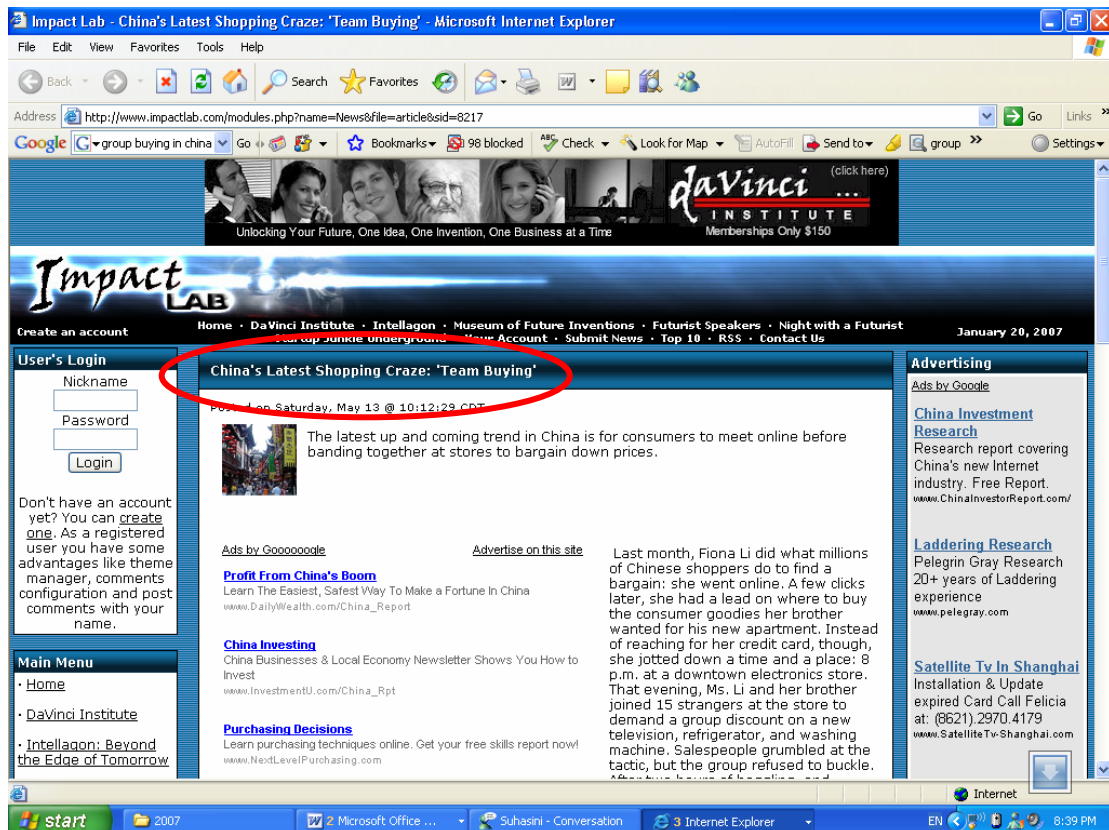 Impact Lab - China's Latest Shopping Craze: 'Team Buying' - Microsoft Internet Explorer
File Edit View Favorites Tools Help
Back Search Favorites
Address http://www.impactlab.com/modules.php?name=News&file=article&sid=8217 Go Links »
Google G group buying in china Go Bookmarks 98 blocked ABC Check Look for Map AutoFill Send to group » Settings
daVinci ... (click here)
INSTITUTE
Unlocking Your Future, One Idea, One Invention, One Business at a Time Memberships Only $150
Impact
LAB
Create an account
Home · DaVinci Institute · Intellagon · Museum of Future Inventions · Futurist Speakers · Night with a Futurist
Startup Junkie Underground · Your Account · Submit News · Top 10 · RSS · Contact Us
January 20, 2007
User's Login
Nickname
Password
Login
Don't have an account
yet? You can create
one. As a registered
user you have some
advantages like theme
manager, comments
configuration and post
comments with your
name.
Main Menu
· Home
· DaVinci Institute
· Intellagon: Beyond
the Edge of Tomorrow
China's Latest Shopping Craze: 'Team Buying'
Posted on Saturday, May 13 @ 10:12:29 CDT
The latest up and coming trend in China is for consumers to meet online before
banding together at stores to bargain down prices.
Ads by Goooooogle Advertise on this site
Profit From China's Boom
Learn The Easiest, Safest Way To Make a Fortune In China
www.DailyWealth.com/China_Report
China Investing
China Businesses & Local Economy Newsletter Shows You How to
Invest
www.InvestmentU.com/China_Rpt
Purchasing Decisions
Learn purchasing techniques online. Get your free skills report now!
www.NextLevelPurchasing.com
Last month, Fiona Li did what millions
of Chinese shoppers do to find a
bargain: she went online. A few clicks
later, she had a lead on where to buy
the consumer goodies her brother
wanted for his new apartment. Instead
of reaching for her credit card, though,
she jotted down a time and a place: 8
p.m. at a downtown electronics store.
That evening, Ms. Li and her brother
joined 15 strangers at the store to
demand a group discount on a new
television, refrigerator, and washing
machine. Salespeople grumbled at the
tactic, but the group refused to buckle.
After two hours of haggling, and
Advertising
Ads by Google
China Investment
Research
Research report covering
China's new Internet
industry. Free Report.
www.ChinaInvestorReport.com/
Laddering Research
Pelegrin Gray Research
20+ years of Laddering
experience
www.pelegray.com
Satellite Tv In Shanghai
Installation & Update
expired Card Call Felicia
at: (8621).2970.4179
www.SatelliteTv-Shanghai.com
Internet
start 2007 2 Microsoft Office ... Suhasini - Conversation 3 Internet Explorer EN 8:39 PM